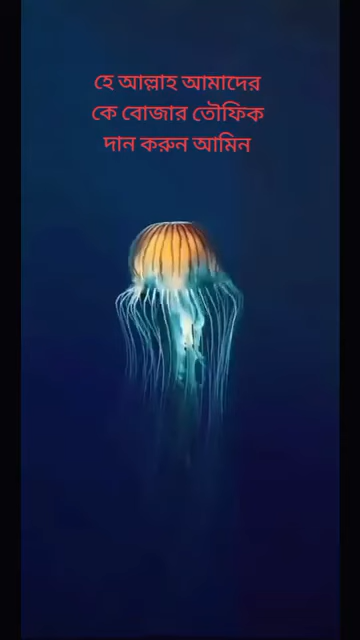 হে আল্লাহ আমাদের
কে বোজার তৌফিক
দান করুন আমিন